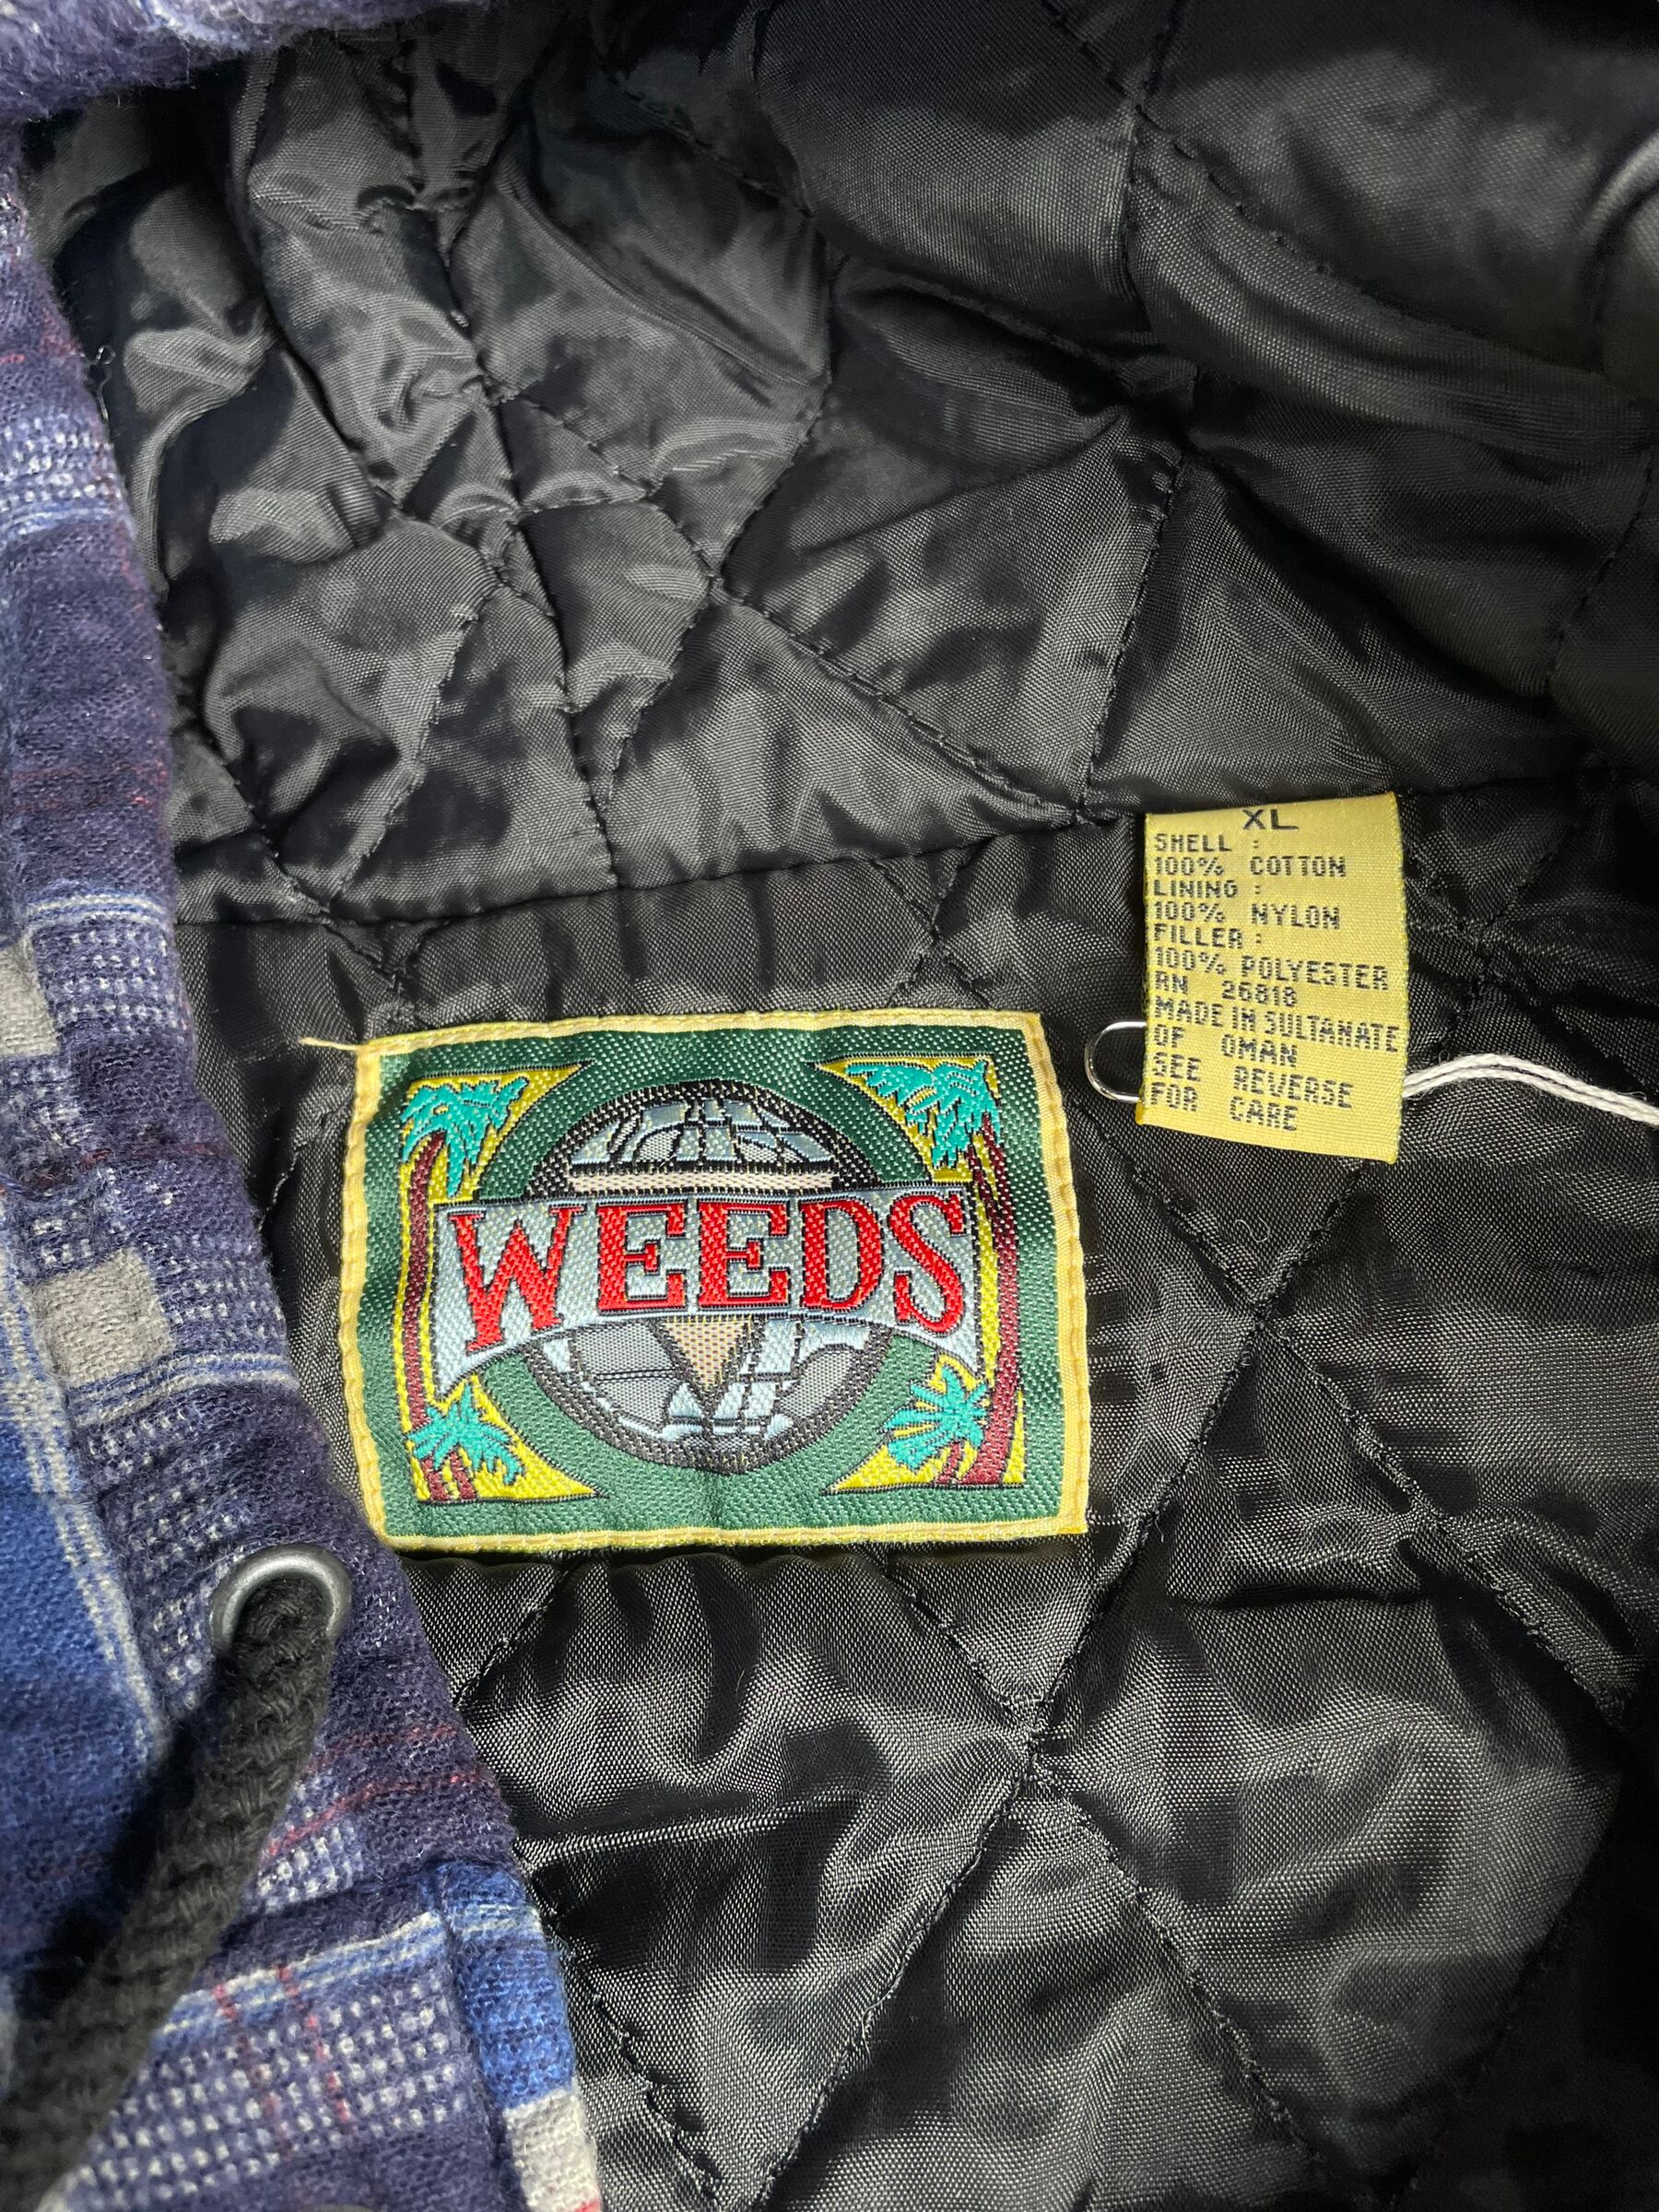 XL
SHELL :
100% COTTON
LINING :
100% NYLON
FILLER :
100% POLYESTER
RN 26818
MADE IN SULTANATE
OF OMAN
SEE REVERSE
FOR CARE
WEEDS